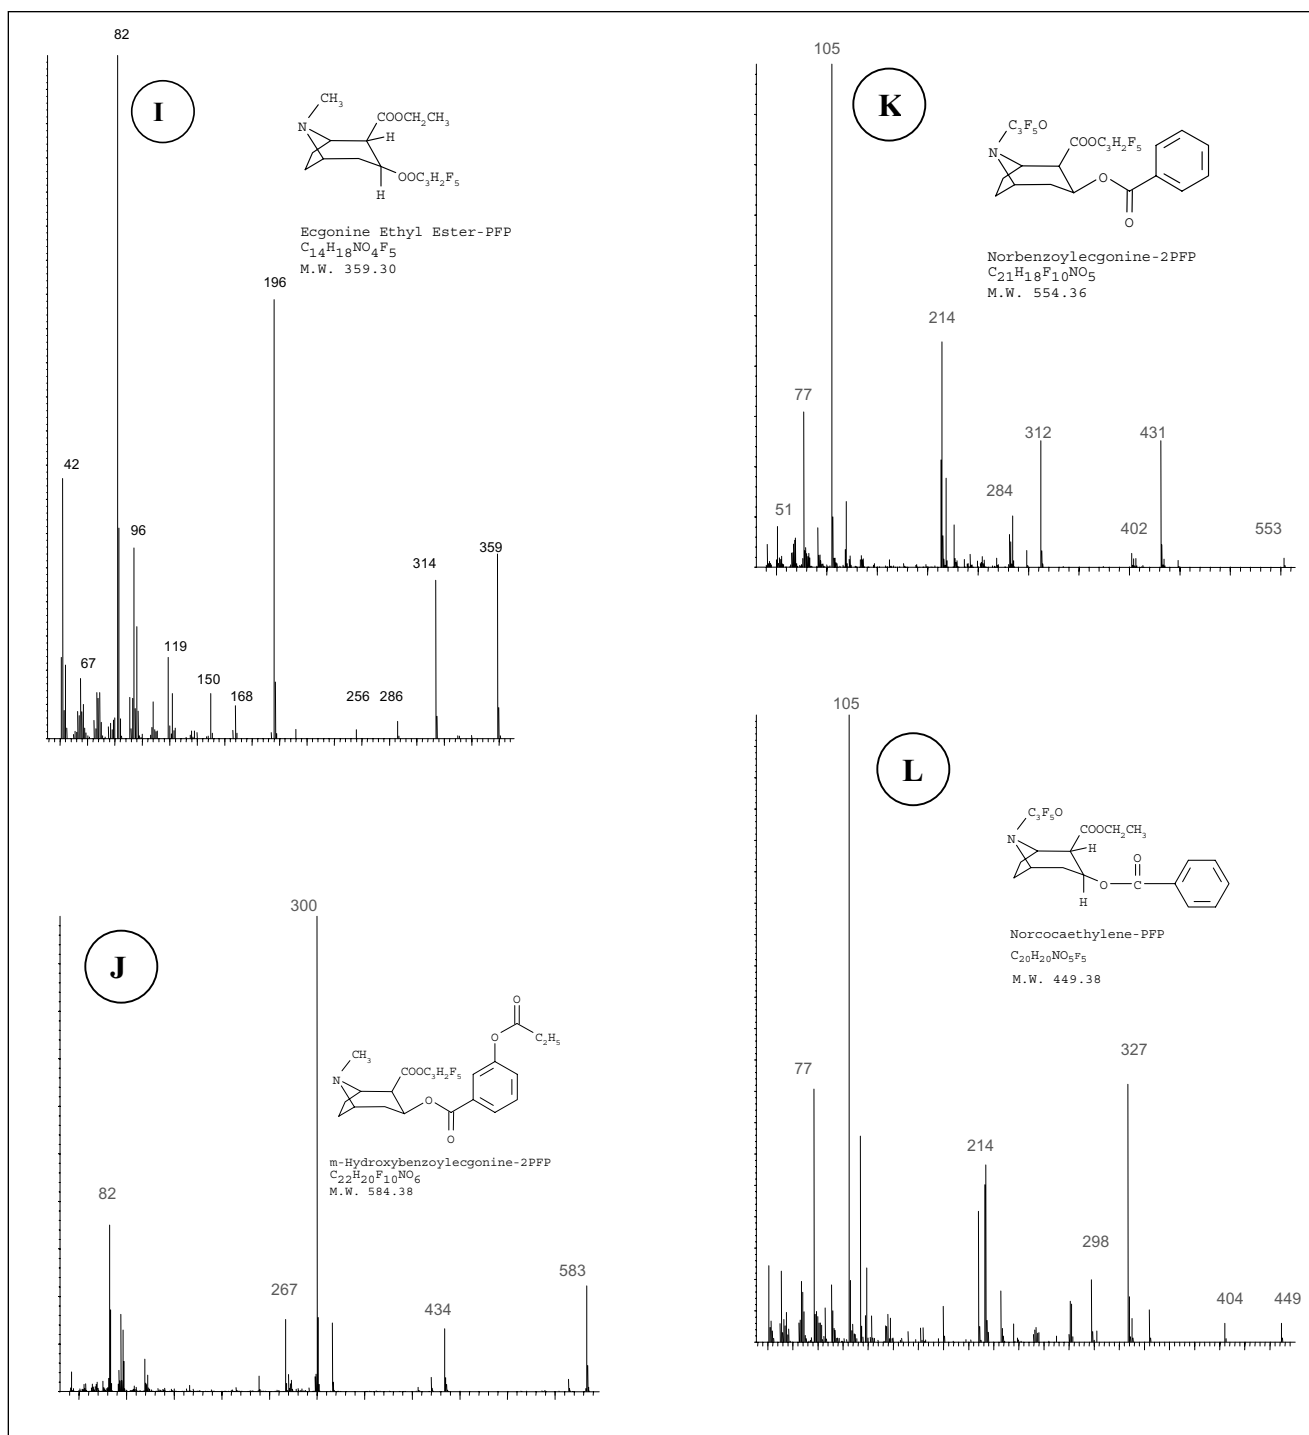 82
I
CH3
N
COOCH2CH3
H
OOC3H2F5
H
Ecgonine Ethyl Ester-PFP
C14H18NO4F5
M.W. 359.30
196
42
96
67
119
150
168
256
286
314
359
105
K
C3F5O
N
COOC3H2F5
O
O
Norbenzoylecgonine-2PFP
C21H18F10NO5
M.W. 554.36
214
77
51
284
312
402
431
553
300
J
O
O
C2H5
CH3
N
COOC3H2F5
O
O
m-Hydroxybenzoylecgonine-2PFP
C22H20F10NO6
M.W. 584.38
82
267
434
583
105
L
C3F5O
N
COOCH2CH3
H
O
O
C
H
Norcocaethylene-PFP
C20H20NO5F5
M.W. 449.38
77
214
298
327
404
449